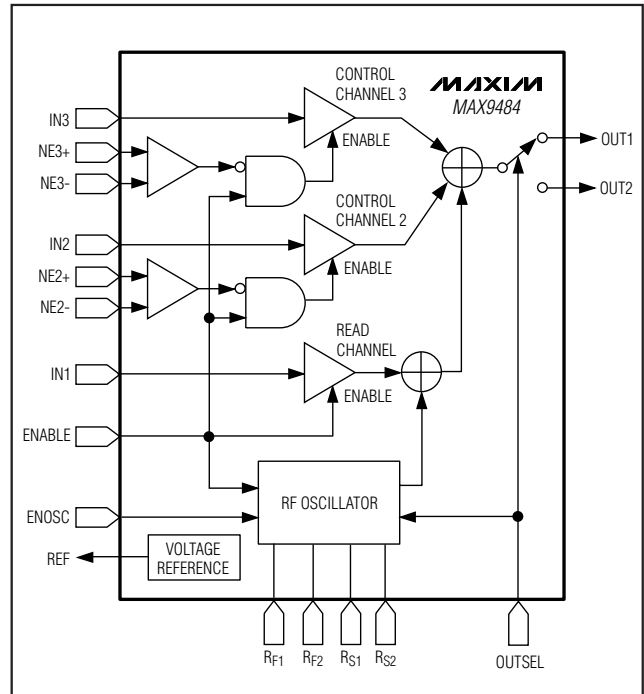 MAXIM
MAX9484
CONTROL
CHANNEL 3
IN3
NE3+
NE3-
ENABLE
OUT1
OUT2
CONTROL
CHANNEL 2
IN2
NE2+
NE2-
ENABLE
READ
CHANNEL
IN1
ENABLE
ENABLE
RF OSCILLATOR
ENOSC
REF
VOLTAGE
REFERENCE
RF1
RF2
RS1
RS2
OUTSEL